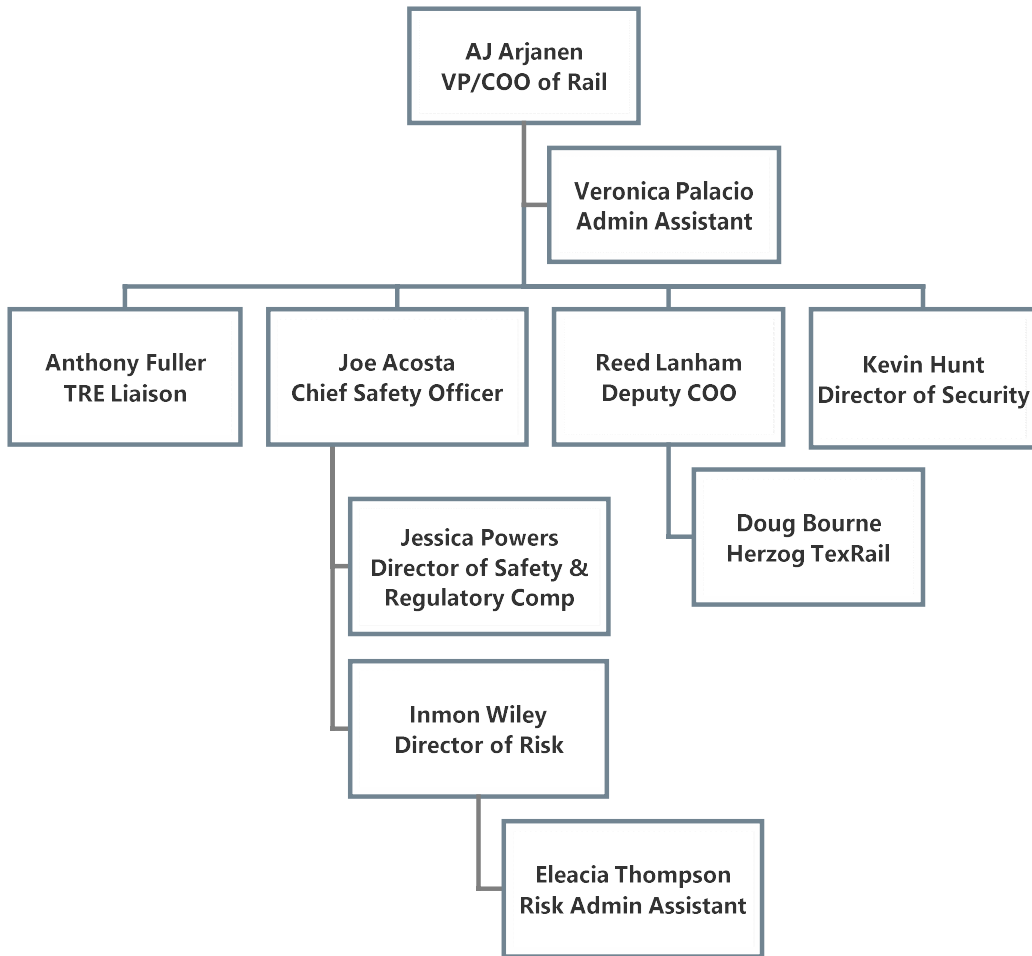 AJ Arjanen
VP/COO of Rail
Veronica Palacio
Admin Assistant
Anthony Fuller
TRE Liaison
Joe Acosta
Chief Safety Officer
Reed Lanham
Deputy COO
Kevin Hunt
Director of Security
Jessica Powers
Director of Safety &
Regulatory Comp
Doug Bourne
Herzog TexRail
Inmon Wiley
Director of Risk
Eleacia Thompson
Risk Admin Assistant